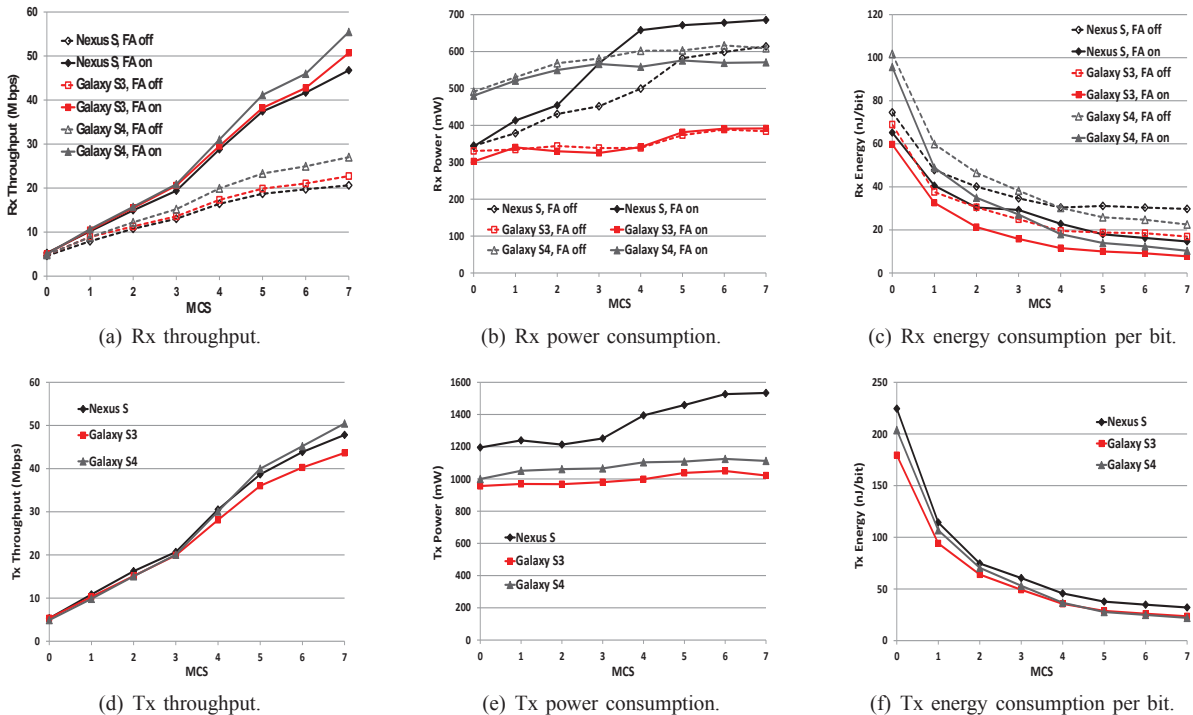 60
50
40
30
20
10
0
Rx Throughput (Mbps)
Nexus S, FA off
Nexus S, FA on
Galaxy S3, FA off
Galaxy S3, FA on
Galaxy S4, FA off
Galaxy S4, FA on
0 1 2 3 4 5 6 7
MCS
(a) Rx throughput.
700
600
500
400
300
200
100
0
Rx Power (mW)
Nexus S, FA off
Nexus S, FA on
Galaxy S3, FA off
Galaxy S3, FA on
Galaxy S4, FA off
Galaxy S4, FA on
0 1 2 3 4 5 6 7
MCS
(b) Rx power consumption.
120
100
80
60
40
20
0
Rx Energy (nJ/bit)
Nexus S, FA off
Nexus S, FA on
Galaxy S3, FA off
Galaxy S3, FA on
Galaxy S4, FA off
Galaxy S4, FA on
0 1 2 3 4 5 6 7
MCS
(c) Rx energy consumption per bit.
60
50
40
30
20
10
0
Tx Throughput (Mbps)
Nexus S
Galaxy S3
Galaxy S4
0 1 2 3 4 5 6 7
MCS
(d) Tx throughput.
1600
1400
1200
1000
800
600
400
200
0
Tx Power (mW)
Nexus S
Galaxy S3
Galaxy S4
0 1 2 3 4 5 6 7
MCS
(e) Tx power consumption.
250
200
150
100
50
0
Tx Energy (nJ/bit)
Nexus S
Galaxy S3
Galaxy S4
0 1 2 3 4 5 6 7
MCS
(f) Tx energy consumption per bit.